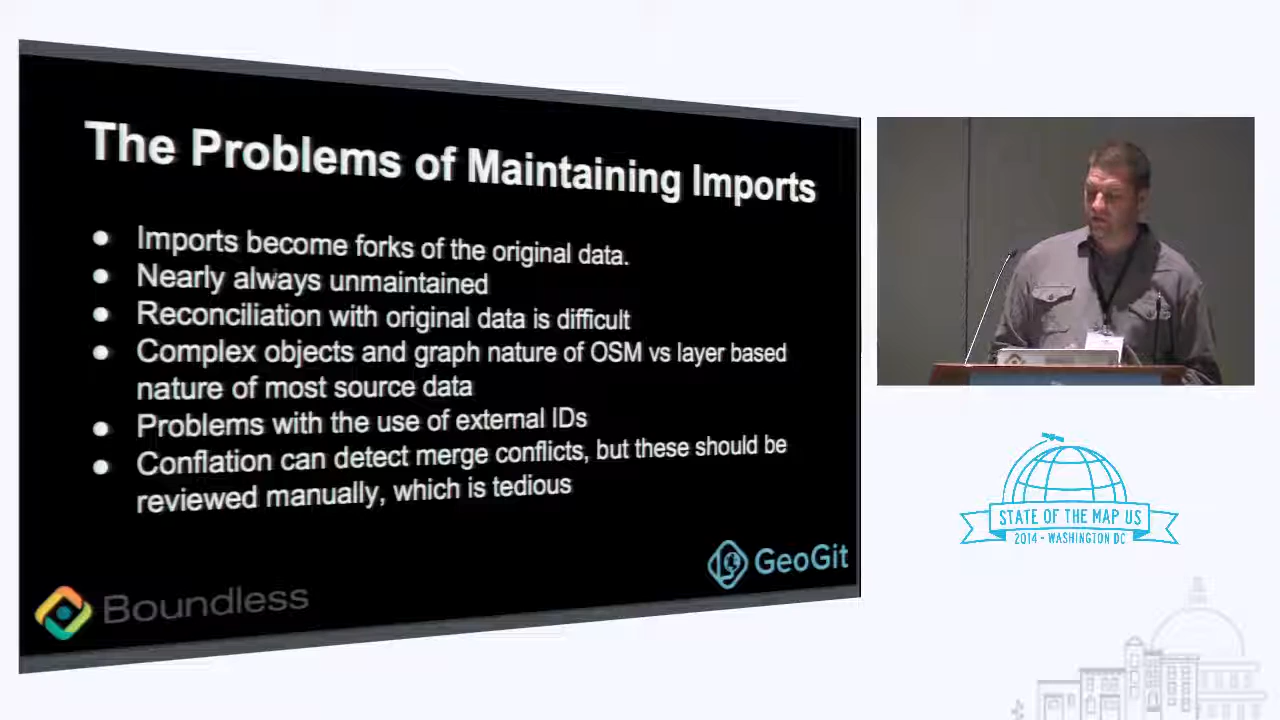 The Problems of Maintaining Imports
● Imports become forks of the original data.
● Nearly always unmaintained
● Reconciliation with original data is difficult
● Complex objects and graph nature of OSM vs layer based
nature of most source data
● Problems with the use of external IDs
● Conflation can detect merge conflicts, but these should be
reviewed manually, which is tedious
GeoGit
Boundless
STATE OF THE MAP US
2014 - WASHINGTON DC